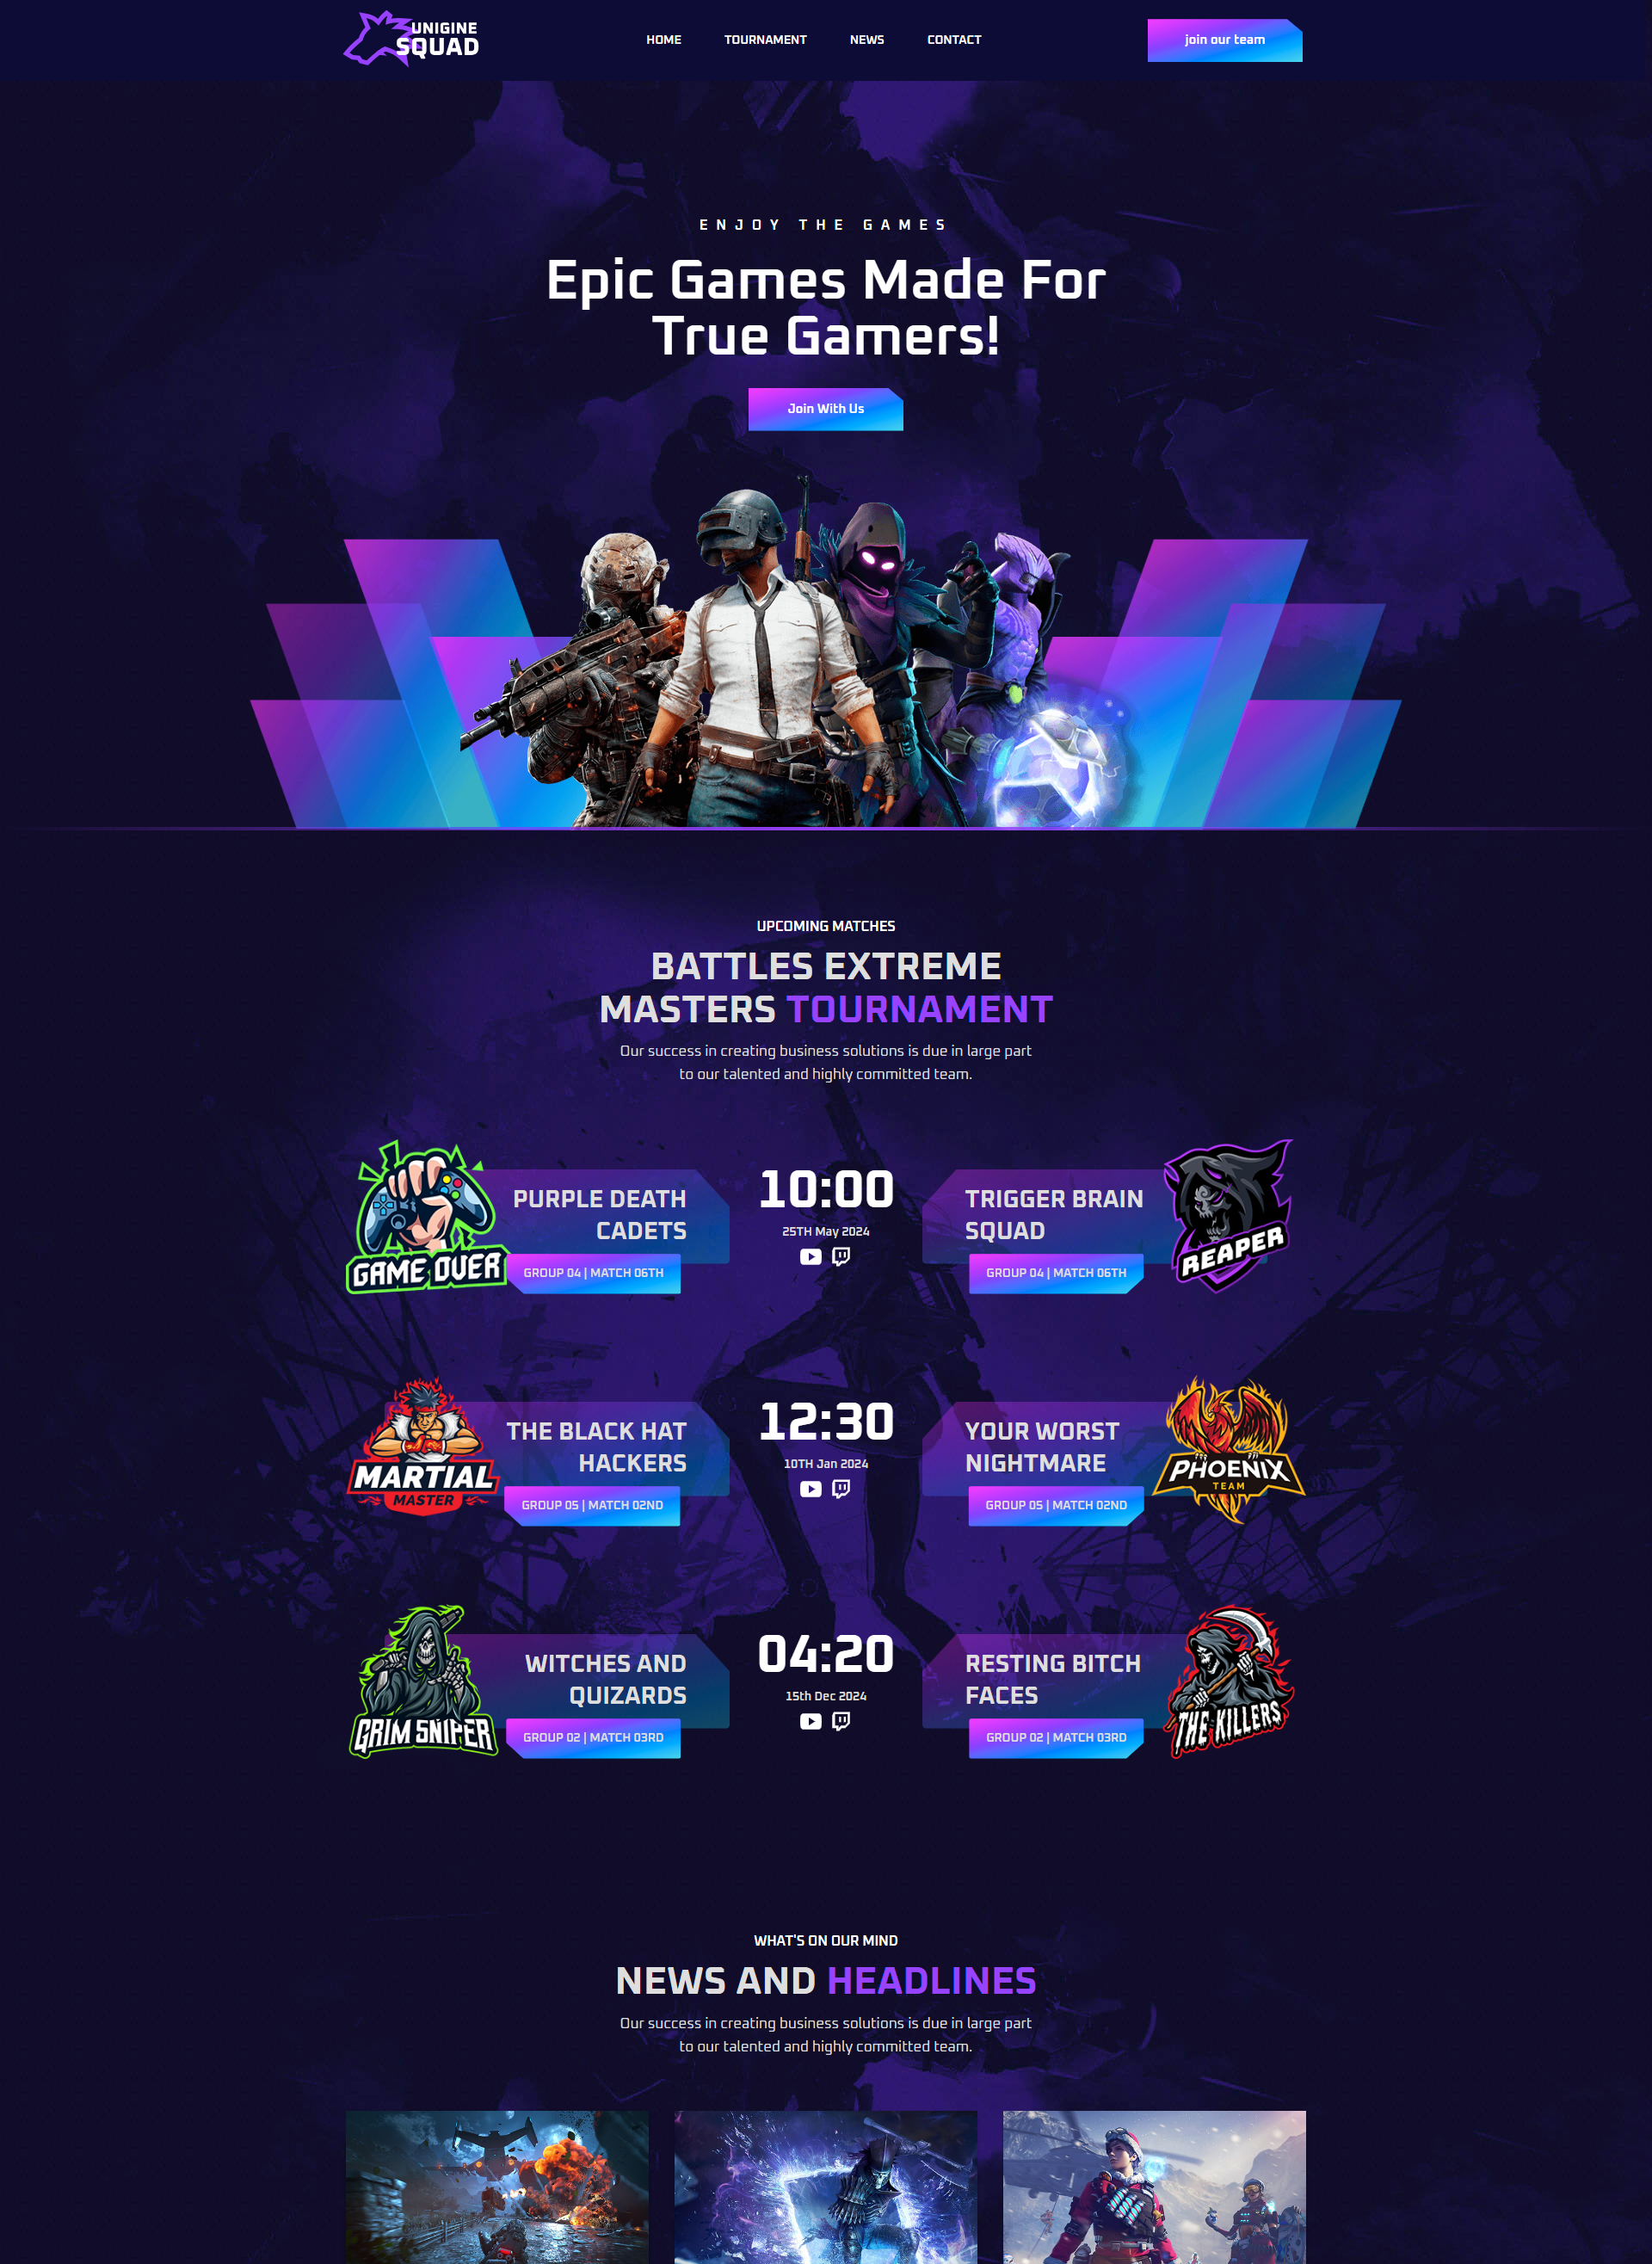 UNIGINE
SQUAD
HOME
TOURNAMENT
NEWS
CONTACT
join our team
ENJOY THE GAMES
Epic Games Made For
True Gamers!
Join With Us
UPCOMING MATCHES
BATTLES EXTREME
MASTERS TOURNAMENT
Our success in creating business solutions is due in large part
to our talented and highly committed team.
GAME OVER
PURPLE DEATH
CADETS
GROUP 04 | MATCH 06TH
10:00
25TH May 2024
TRIGGER BRAIN
SQUAD
GROUP 04 | MATCH 06TH
REAPER
MARTIAL
MASTER
THE BLACK HAT
HACKERS
GROUP 05 | MATCH 02ND
12:30
10TH Jan 2024
YOUR WORST
NIGHTMARE
GROUP 05 | MATCH 02ND
PHOENIX
TEAM
GRIM SNIPER
WITCHES AND
QUIZARDS
GROUP 02 | MATCH 03RD
04:20
15th Dec 2024
RESTING BITCH
FACES
GROUP 02 | MATCH 03RD
THE KILLERS
WHAT'S ON OUR MIND
NEWS AND HEADLINES
Our success in creating business solutions is due in large part
to our talented and highly committed team.